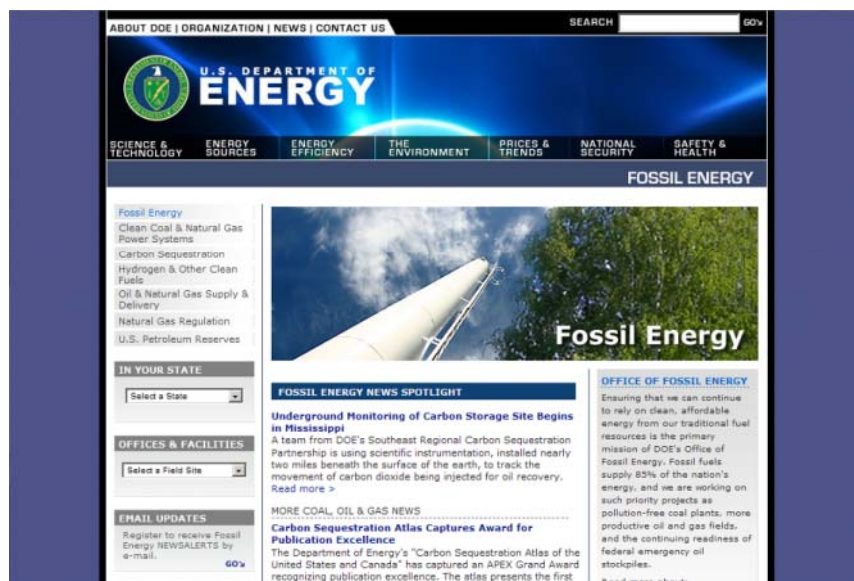 ABOUT DOE | ORGANIZATION | NEWS | CONTACT US
SEARCH
GO
U.S. DEPARTMENT OF
ENERGY
SCIENCE &
TECHNOLOGY
ENERGY
SOURCES
ENERGY
EFFICIENCY
THE
ENVIRONMENT
PRICES &
TRENDS
NATIONAL
SECURITY
SAFETY &
HEALTH
FOSSIL ENERGY
Fossil Energy
Clean Coal & Natural Gas
Power Systems
Carbon Sequestration
Hydrogen & Other Clean
Fuels
Oil & Natural Gas Supply &
Delivery
Natural Gas Regulation
U.S. Petroleum Reserves
IN YOUR STATE
Select a State
OFFICES & FACILITIES
Select a Field Site
EMAIL UPDATES
Register to receive Fossil
Energy NEWSALERTS by
e-mail.
GO
Fossil Energy
FOSSIL ENERGY NEWS SPOTLIGHT
Underground Monitoring of Carbon Storage Site Begins
in Mississippi
A team from DOE's Southeast Regional Carbon Sequestration
Partnership is using scientific instrumentation, installed nearly
two miles beneath the surface of the earth, to track the
movement of carbon dioxide being injected for oil recovery.
Read more >
MORE COAL, OIL & GAS NEWS
Carbon Sequestration Atlas Captures Award for
Publication Excellence
The Department of Energy's "Carbon Sequestration Atlas of the
United States and Canada" has captured an APEX Grand Award
recognizing publication excellence. The atlas presents the first
OFFICE OF FOSSIL ENERGY
Ensuring that we can continue
to rely on clean, affordable
energy from our traditional fuel
resources is the primary
mission of DOE's Office of
Fossil Energy. Fossil fuels
supply 85% of the nation's
energy, and we are working on
such priority projects as
pollution-free coal plants, more
productive oil and gas fields,
and the continuing readiness of
federal emergency oil
stockpiles.